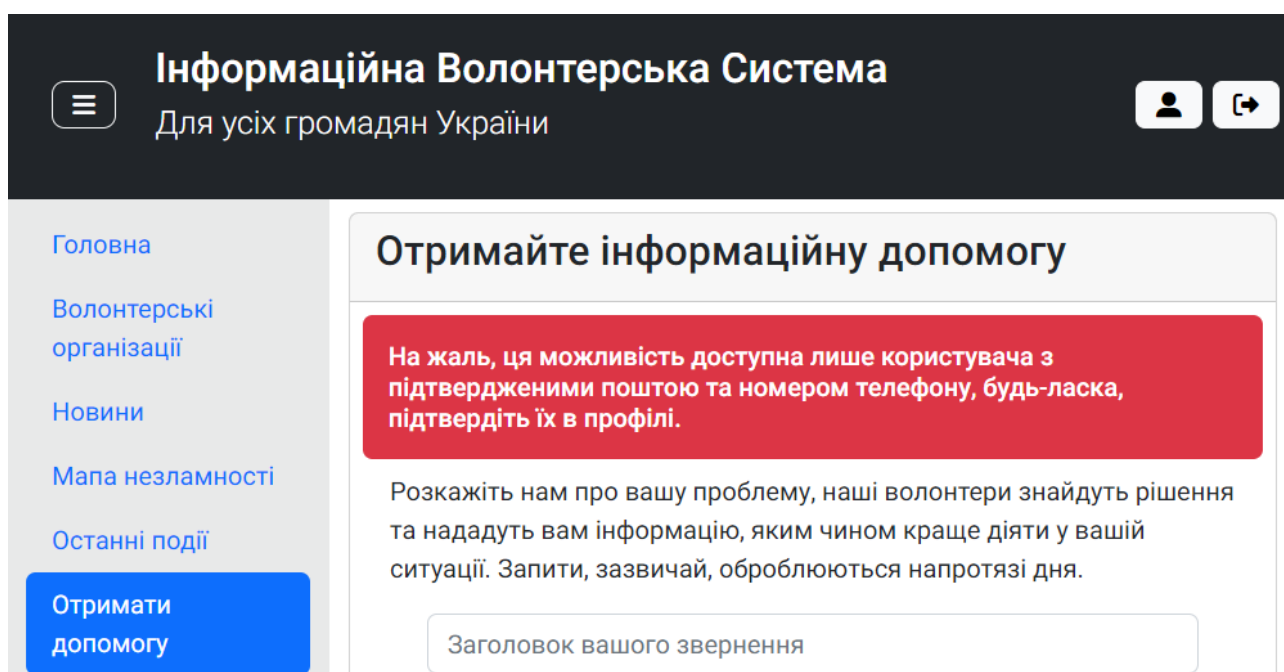 Інформаційна Волонтерська Система
Для усіх громадян України
Головна
Волонтерські
організації
Новини
Мапа незламності
Останні події
Отримати
допомогу
Отримайте інформаційну допомогу
На жаль, ця можливість доступна лише користувача з
підтвердженими поштою та номером телефону, будь-ласка,
підтвердіть їх в профілі.
Розкажіть нам про вашу проблему, наші волонтери знайдуть рішення
та нададуть вам інформацію, яким чином краще діяти у вашій
ситуації. Запити, зазвичай, оброблюються напротязі дня.
Заголовок вашого звернення